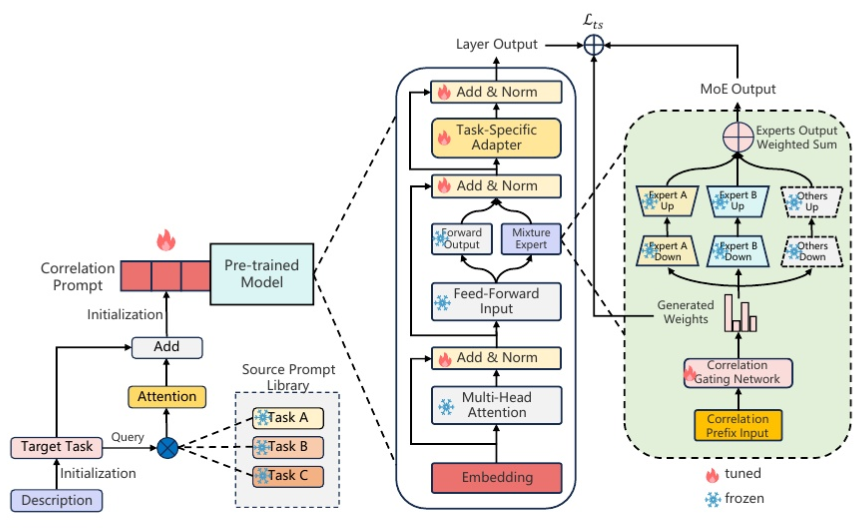 Correlation
Prompt
Pre-trained
Model
Initialization
Add
Attention
Source Prompt
Library
Task A
Task B
Task C
Target Task
Query
Initialization
Description
Layer Output
Add & Norm
Task-Specific
Adapter
Add & Norm
Forward
Output
Mixture
Expert
Feed-Forward
Input
Add & Norm
Multi-Head
Attention
Embedding
ℒts
MoE Output
Experts Output
Weighted Sum
Expert A
Up
Expert B
Up
Others
Up
Expert A
Down
Expert B
Down
Others
Down
Generated
Weights
Correlation
Gating Network
Correlation
Prefix Input
tuned
frozen